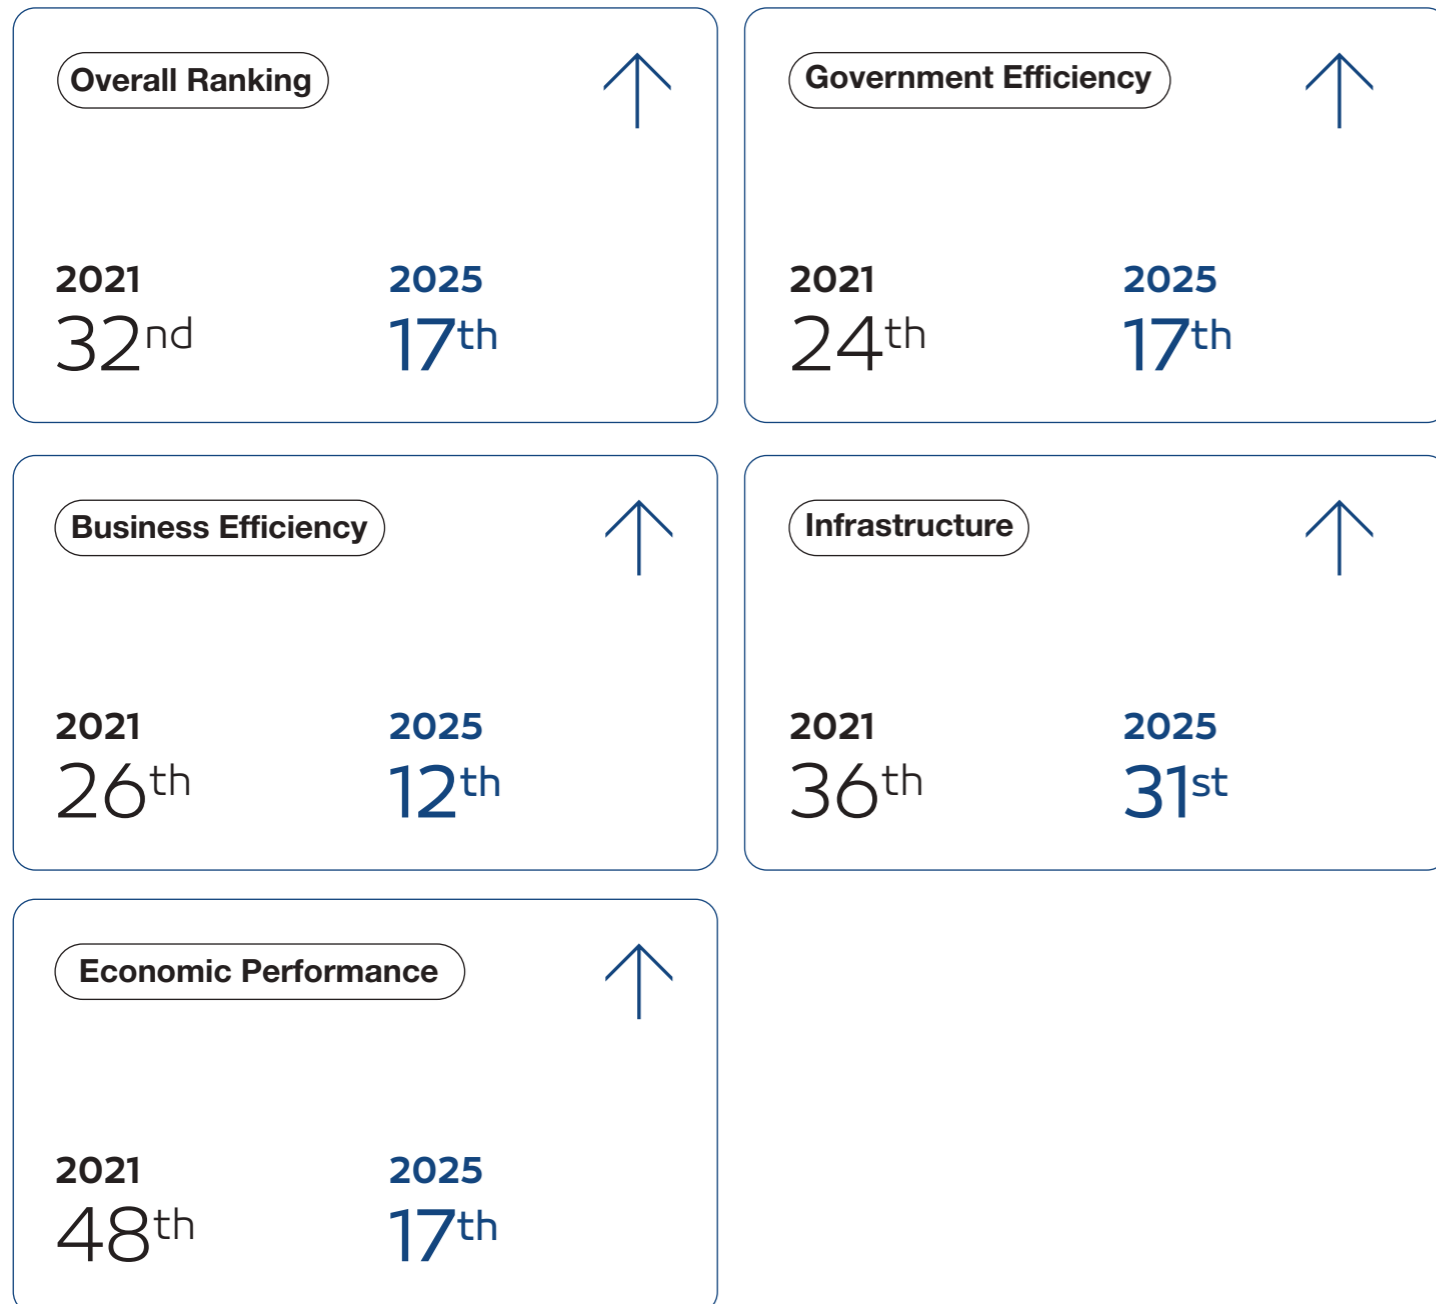 Overall Ranking
2021 2025
32nd 17th
Government Efficiency
2021 2025
24th 17th
Business Efficiency
2021 2025
26th 12th
Infrastructure
2021 2025
36th 31st
Economic Performance
2021 2025
48th 17th